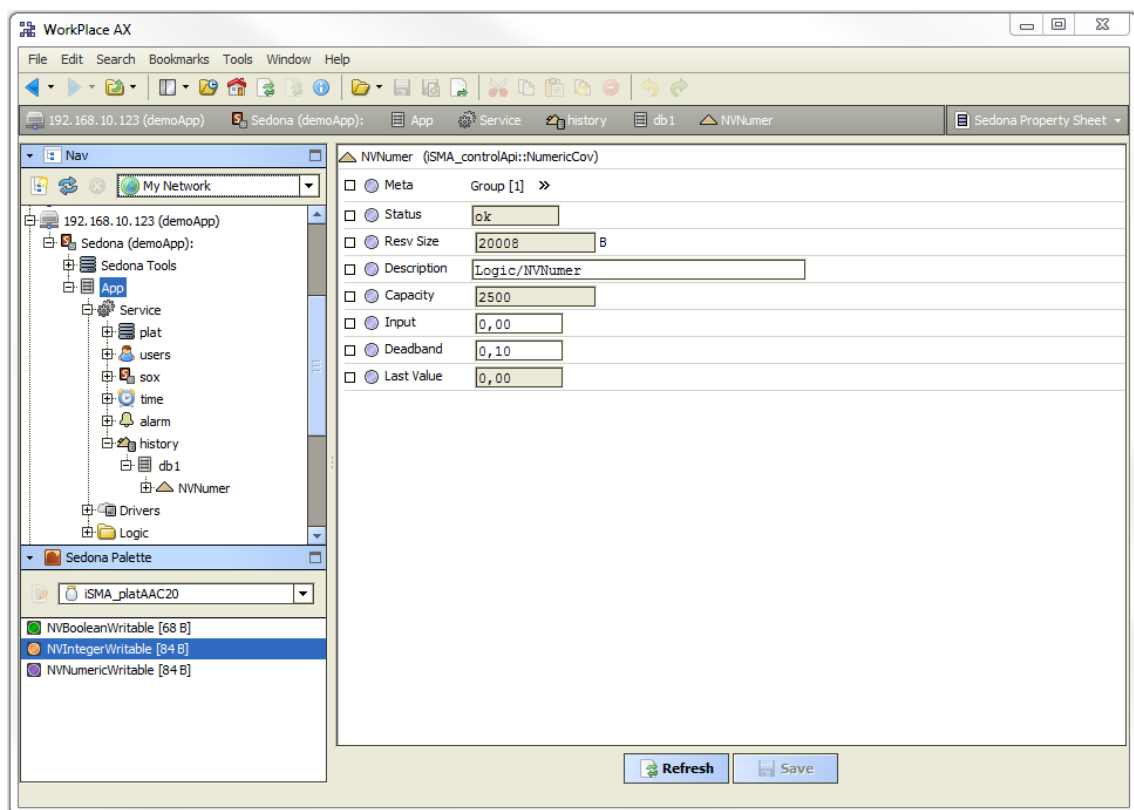 WorkPlace AX
File Edit Search Bookmarks Tools Window Help
192.168.10.123 (demoApp) Sedona (demoApp): App Service history db1 NVNumer Sedona Property Sheet
Nav
My Network
192.168.10.123 (demoApp)
Sedona (demoApp):
Sedona Tools
App
Service
plat
users
sox
time
alarm
history
db1
NVNumer
Drivers
Logic
Sedona Palette
iSMA_platAAC20
NVBooleanWritable [68 B]
NVIntegerWritable [84 B]
NVNumericWritable [84 B]
NVNumer (iSMA_controlApi::NumericCov)
Meta Group [1] »
Status ok
Resv Size 20008 B
Description Logic/NVNumer
Capacity 2500
Input 0,00
Deadband 0,10
Last Value 0,00
Refresh Save